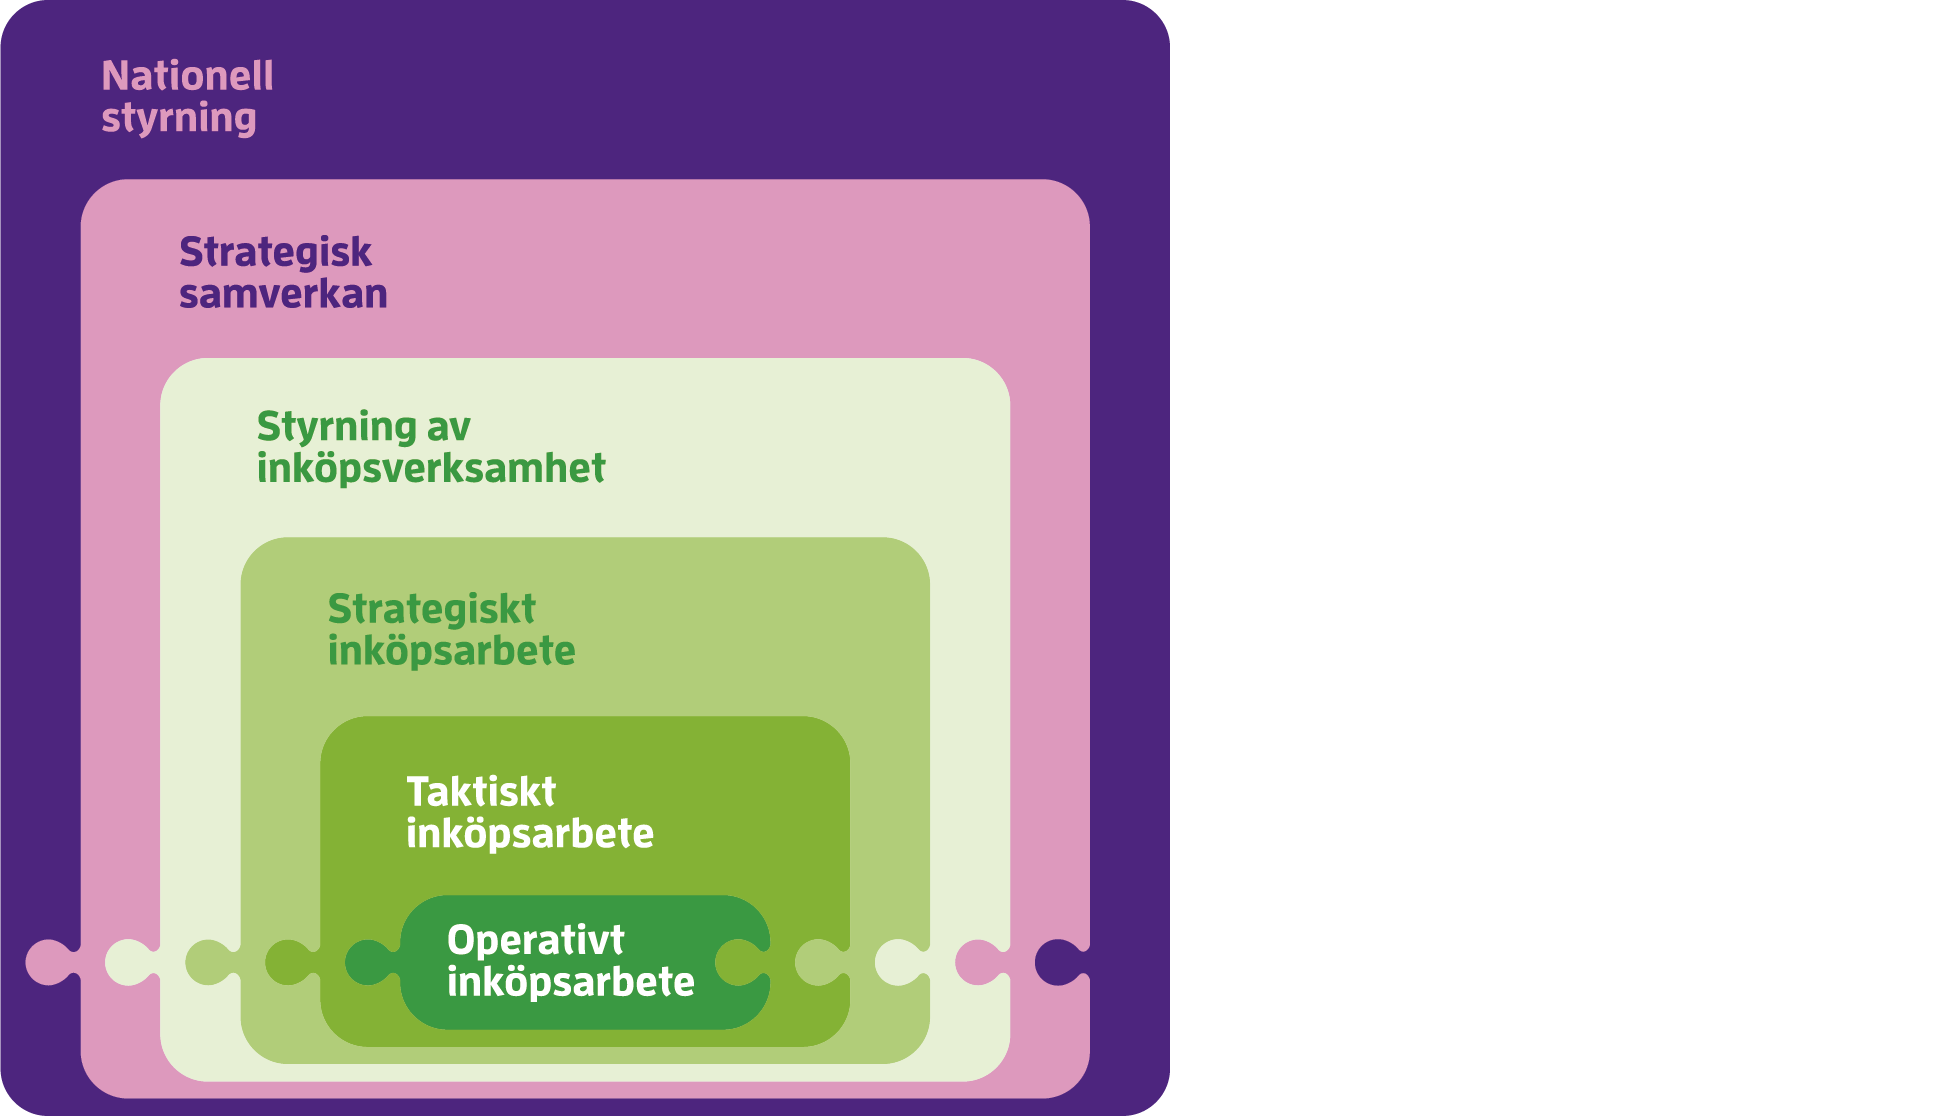 Nationell
styrning
Strategisk
samverkan
Styrning av
inköpsverksamhet
Strategiskt
inköpsarbete
Taktiskt
inköpsarbete
Operativt
inköpsarbete